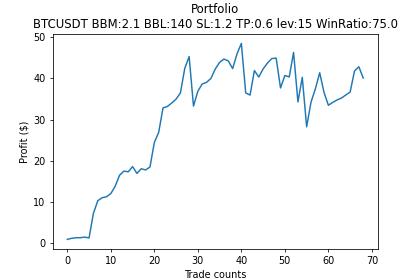 Portfolio
BTCUSDT BBM:2.1 BBL:140 SL:1.2 TP:0.6 lev:15 WinRatio:75.0
50
40
30
20
10
0
Profit ($)
0 10 20 30 40 50 60 70
Trade counts